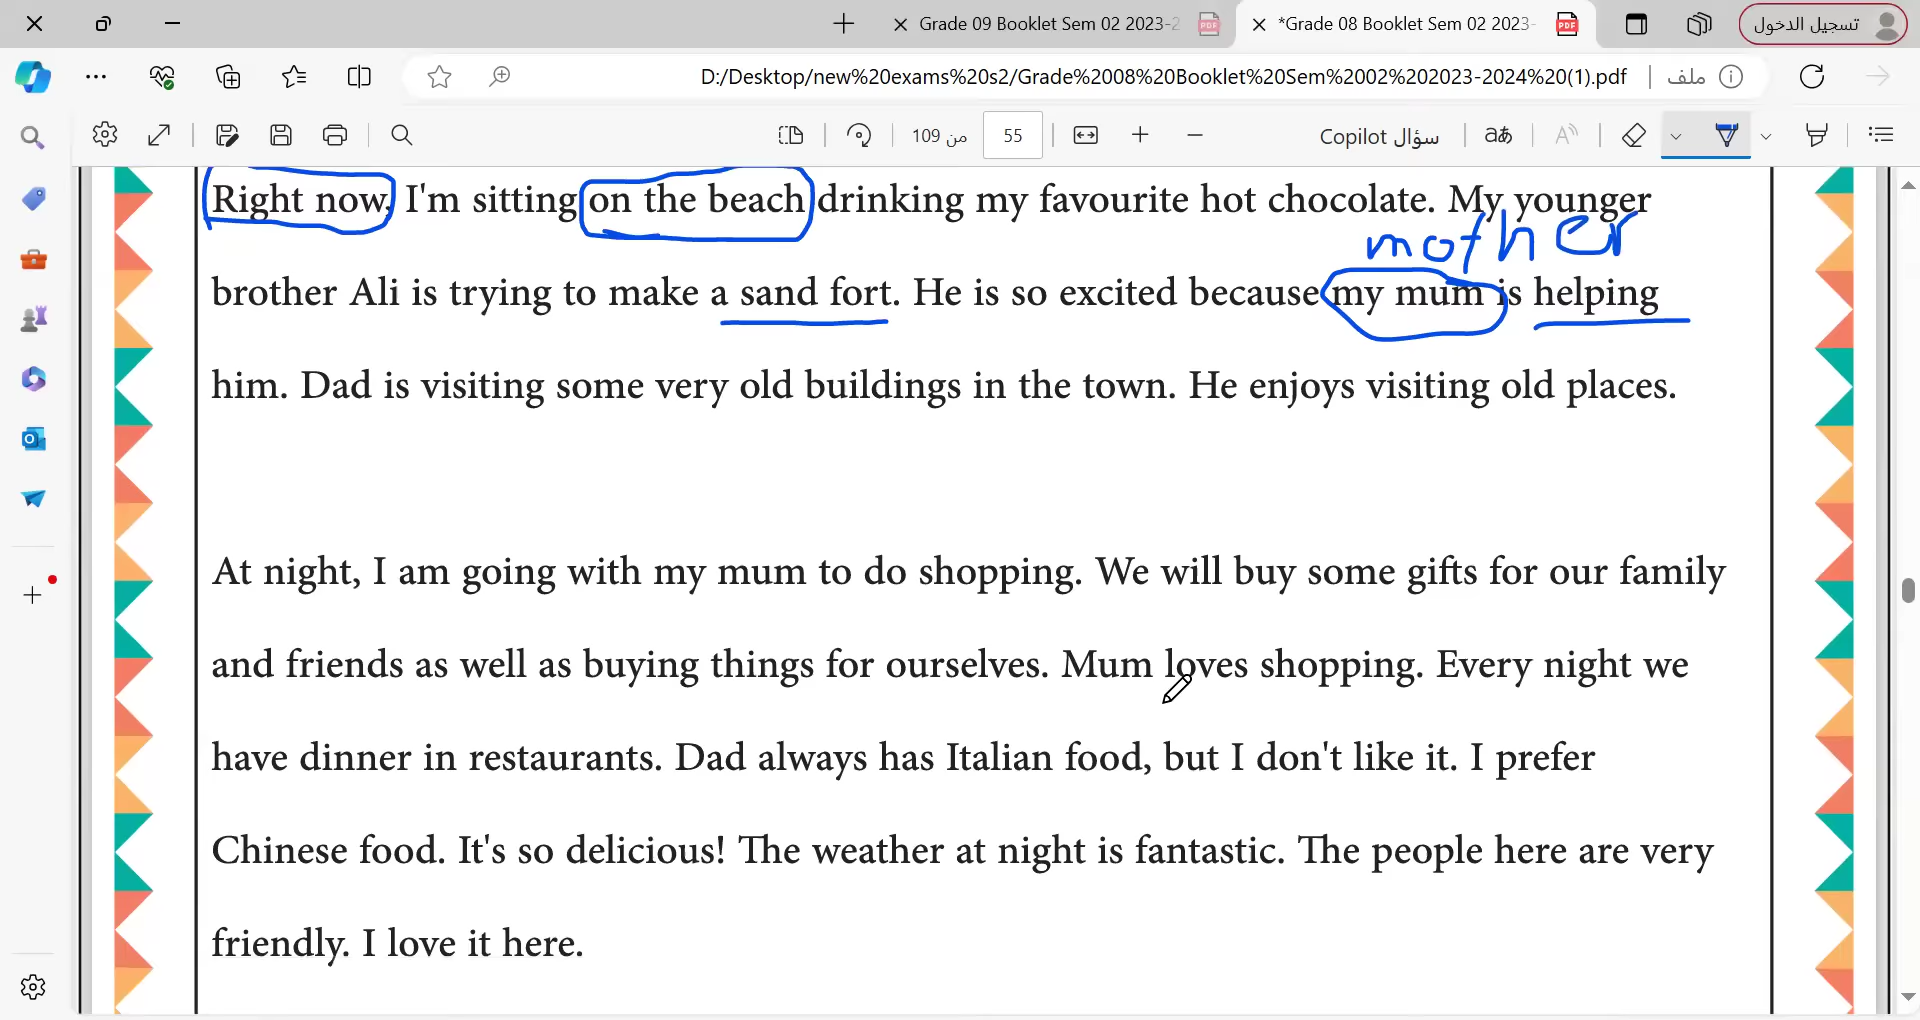 Grade 09 Booklet Sem 02 2023-2
*Grade 08 Booklet Sem 02 2023-
تسجيل الدخول
D:/Desktop/new%20exams%20s2/Grade%2008%20Booklet%20Sem%2002%202023-2024%20(1).pdf
ملف
55 من 109
سؤال Copilot
Right now, I'm sitting on the beach drinking my favourite hot chocolate. My younger
mother
brother Ali is trying to make a sand fort. He is so excited because my mum is helping
him. Dad is visiting some very old buildings in the town. He enjoys visiting old places.
At night, I am going with my mum to do shopping. We will buy some gifts for our family
and friends as well as buying things for ourselves. Mum loves shopping. Every night we
have dinner in restaurants. Dad always has Italian food, but I don't like it. I prefer
Chinese food. It's so delicious! The weather at night is fantastic. The people here are very
friendly. I love it here.